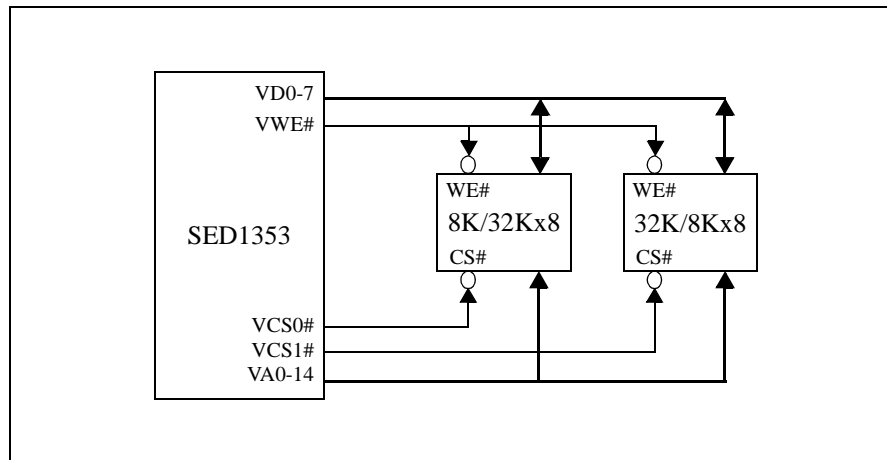 VD0-7
VWE#
SED1353
VCS0#
VCS1#
VA0-14
WE#
8K/32Kx8
CS#
WE#
32K/8Kx8
CS#